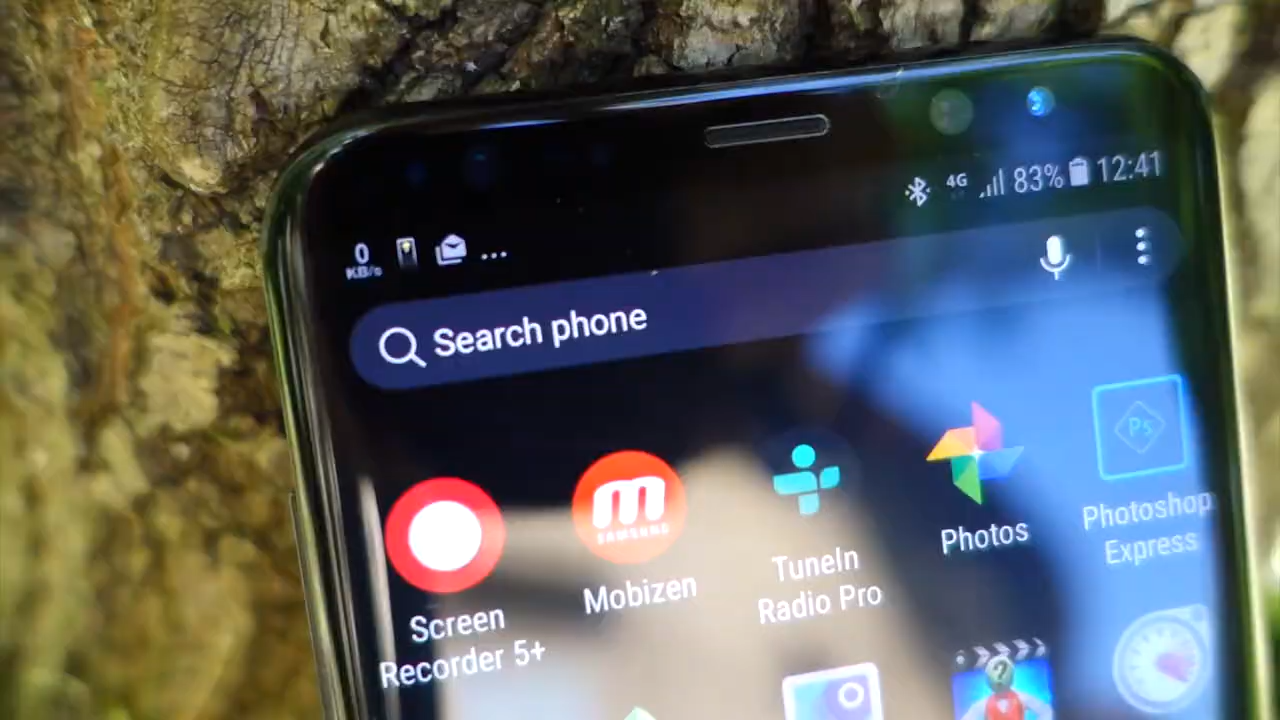 4G 83% 12:41
0
KB/s
...
Search phone
Ps
m
SAMSUNG
Screen
Recorder 5+
Mobizen
TuneIn
Radio Pro
Photos
Photoshop
Express
?